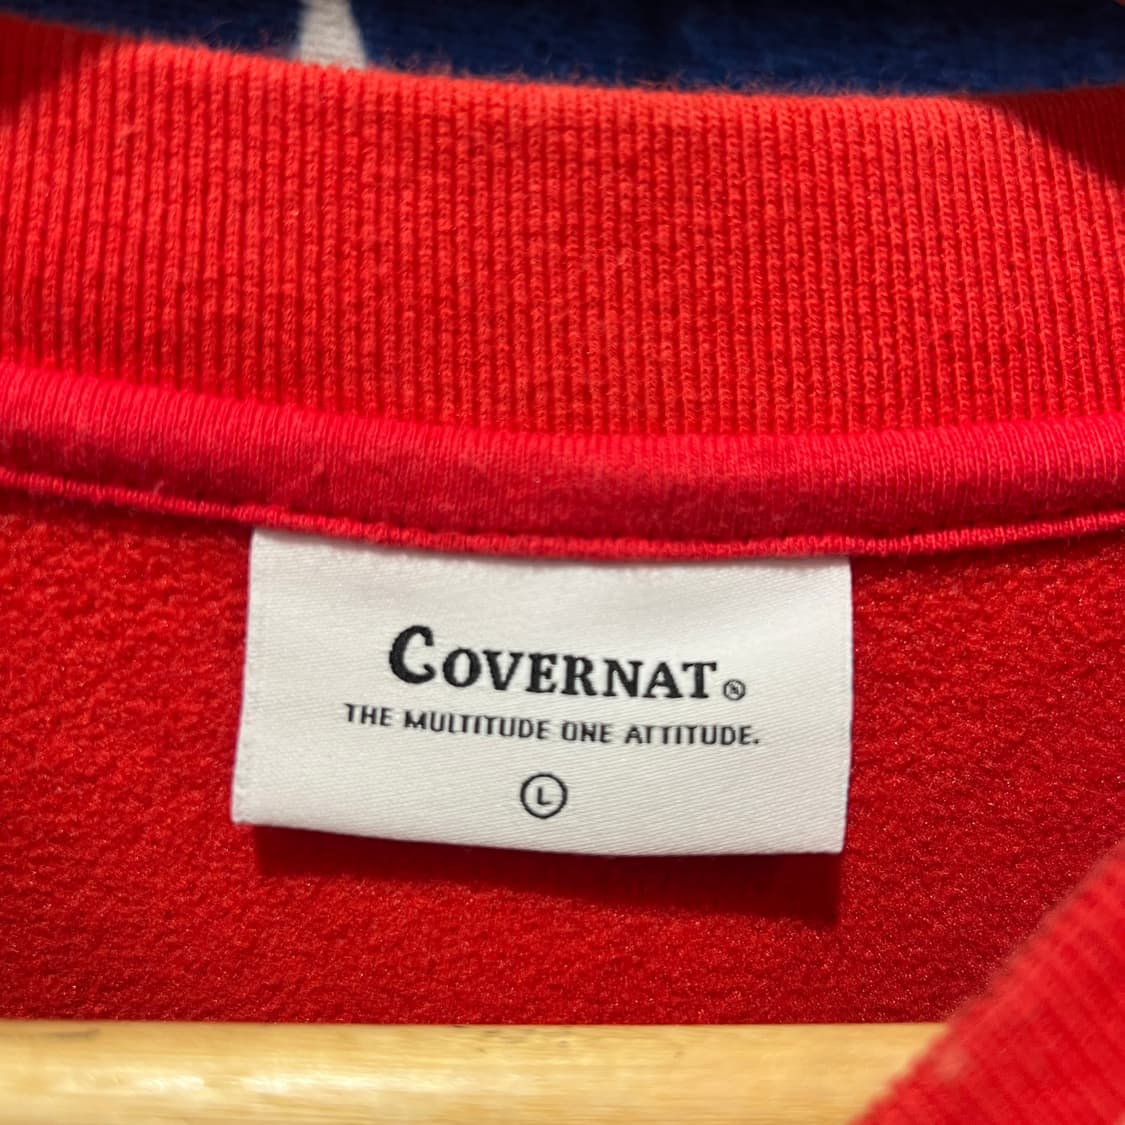 COVERNAT®
THE MULTITUDE ONE ATTITUDE.
L